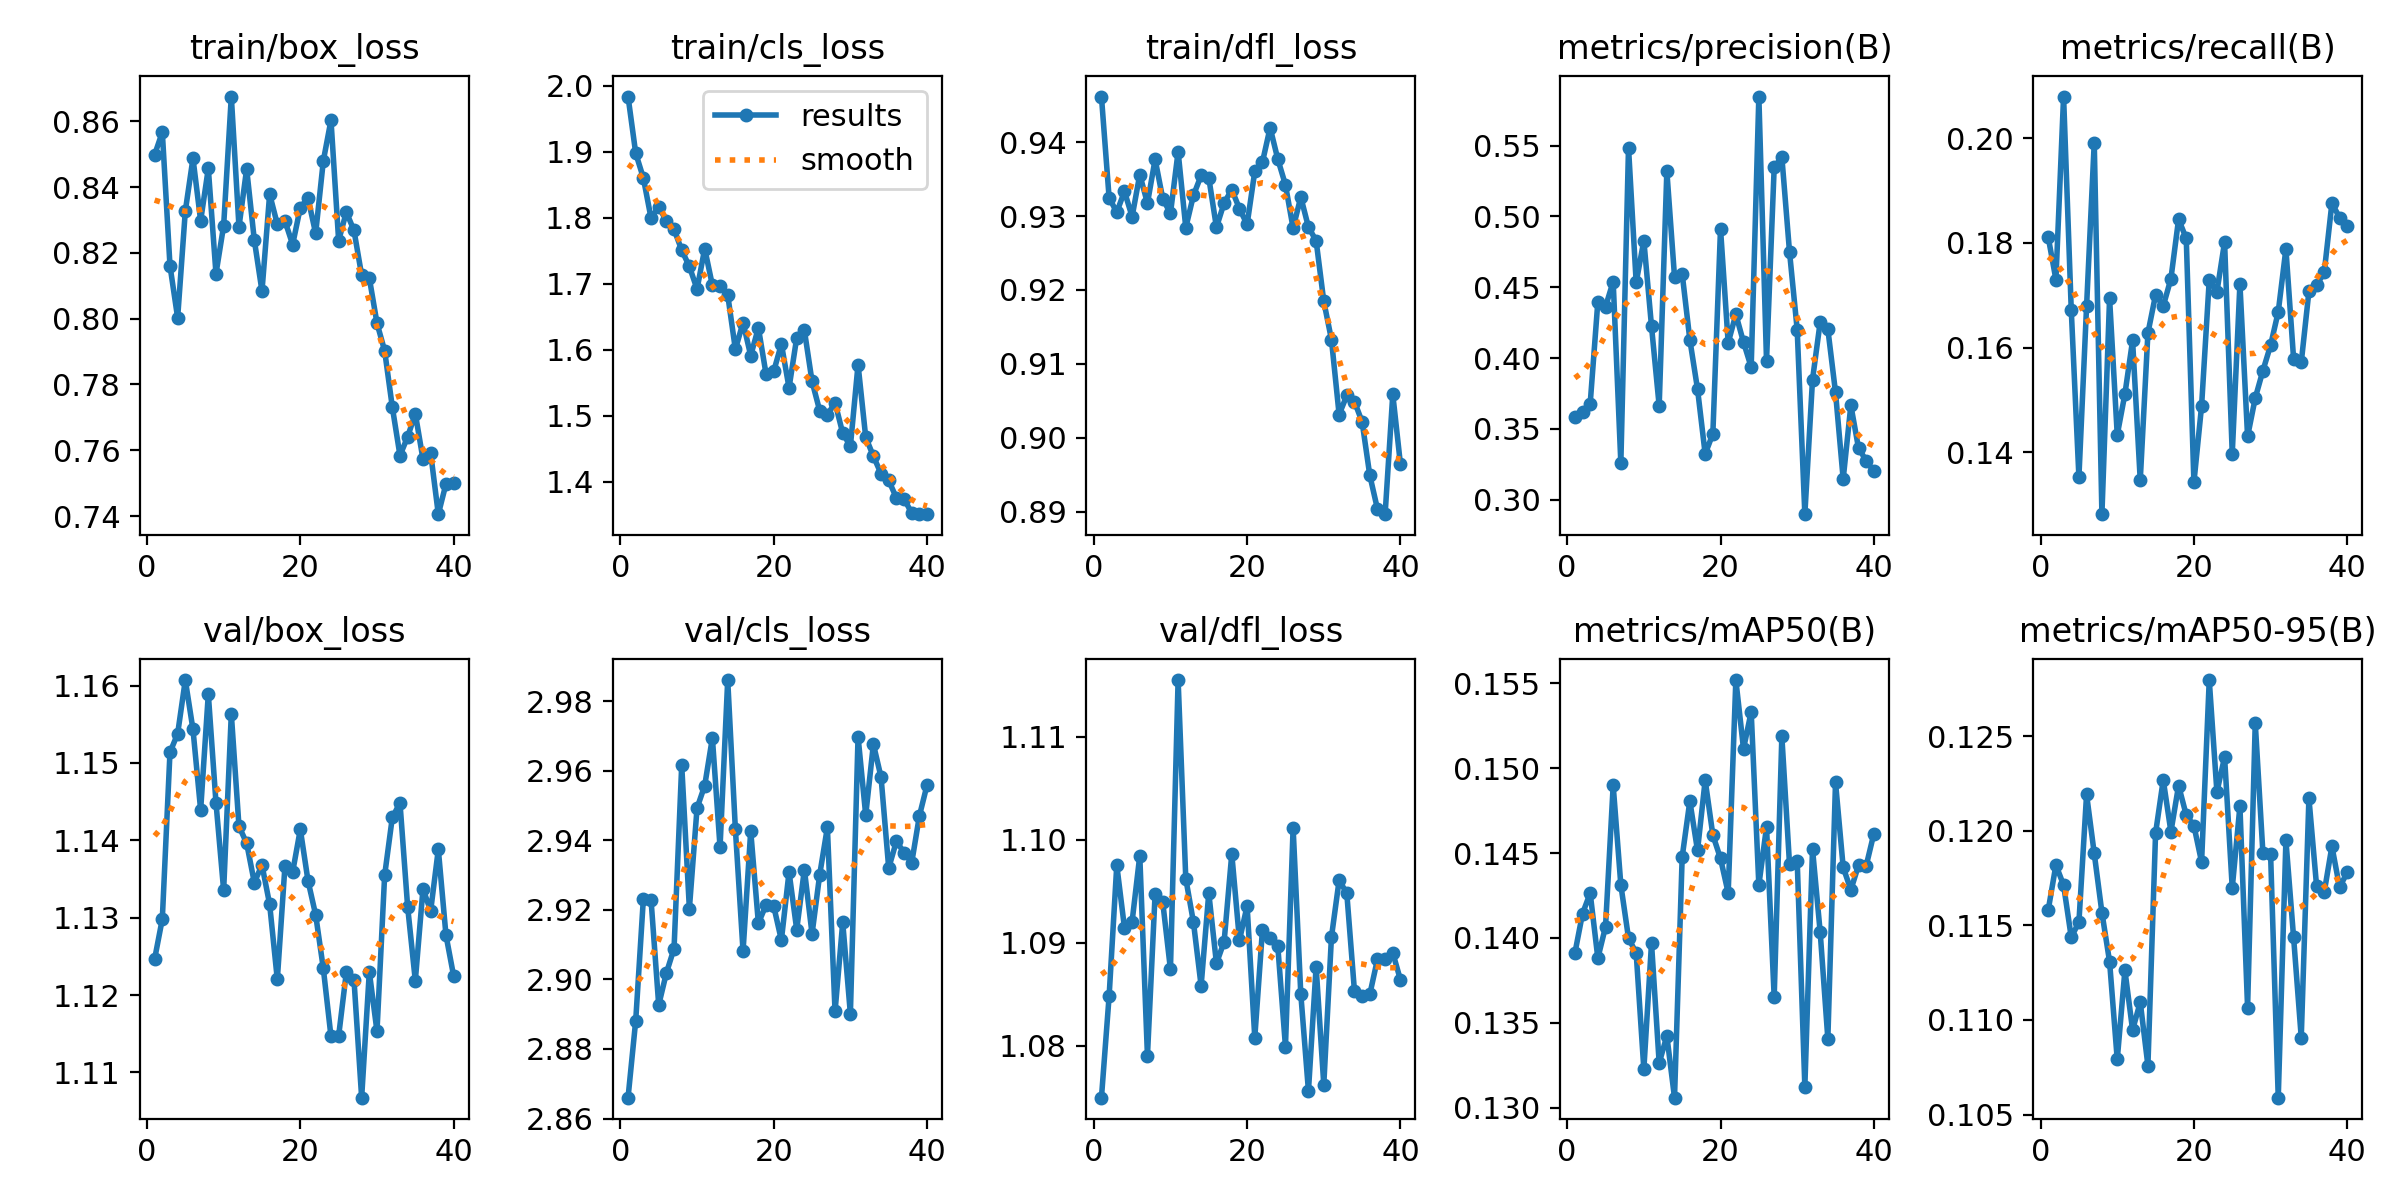 train/box_loss
0.86
0.84
0.82
0.80
0.78
0.76
0.74
0 20 40
train/cls_loss
results
smooth
2.0
1.9
1.8
1.7
1.6
1.5
1.4
0 20 40
train/dfl_loss
0.94
0.93
0.92
0.91
0.90
0.89
0 20 40
metrics/precision(B)
0.55
0.50
0.45
0.40
0.35
0.30
0 20 40
metrics/recall(B)
0.20
0.18
0.16
0.14
0 20 40
val/box_loss
1.16
1.15
1.14
1.13
1.12
1.11
0 20 40
val/cls_loss
2.98
2.96
2.94
2.92
2.90
2.88
2.86
0 20 40
val/dfl_loss
1.11
1.10
1.09
1.08
0 20 40
metrics/mAP50(B)
0.155
0.150
0.145
0.140
0.135
0.130
0 20 40
metrics/mAP50-95(B)
0.125
0.120
0.115
0.110
0.105
0 20 40